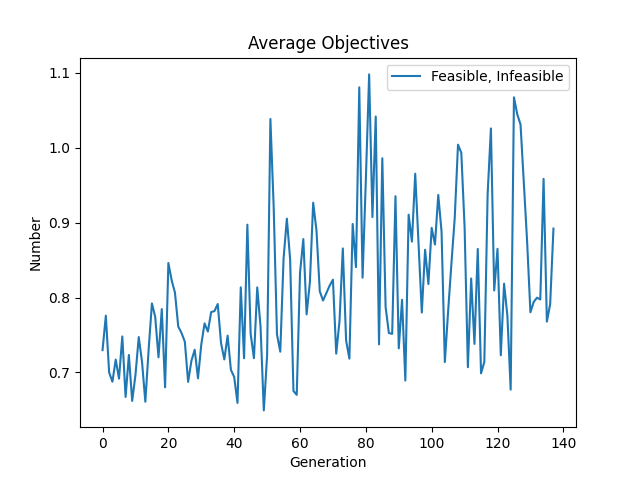 Average Objectives
Feasible, Infeasible
1.1
1.0
0.9
0.8
0.7
Number
0 20 40 60 80 100 120 140
Generation